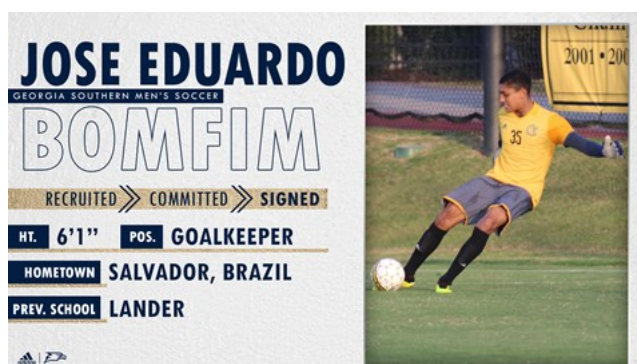 JOSE EDUARDO
GEORGIA SOUTHERN MEN'S SOCCER
BOMFIM
RECRUITED >> COMMITTED >> SIGNED
HT. 6'1" POS. GOALKEEPER
HOMETOWN SALVADOR, BRAZIL
PREV. SCHOOL LANDER
2001 • 200
35